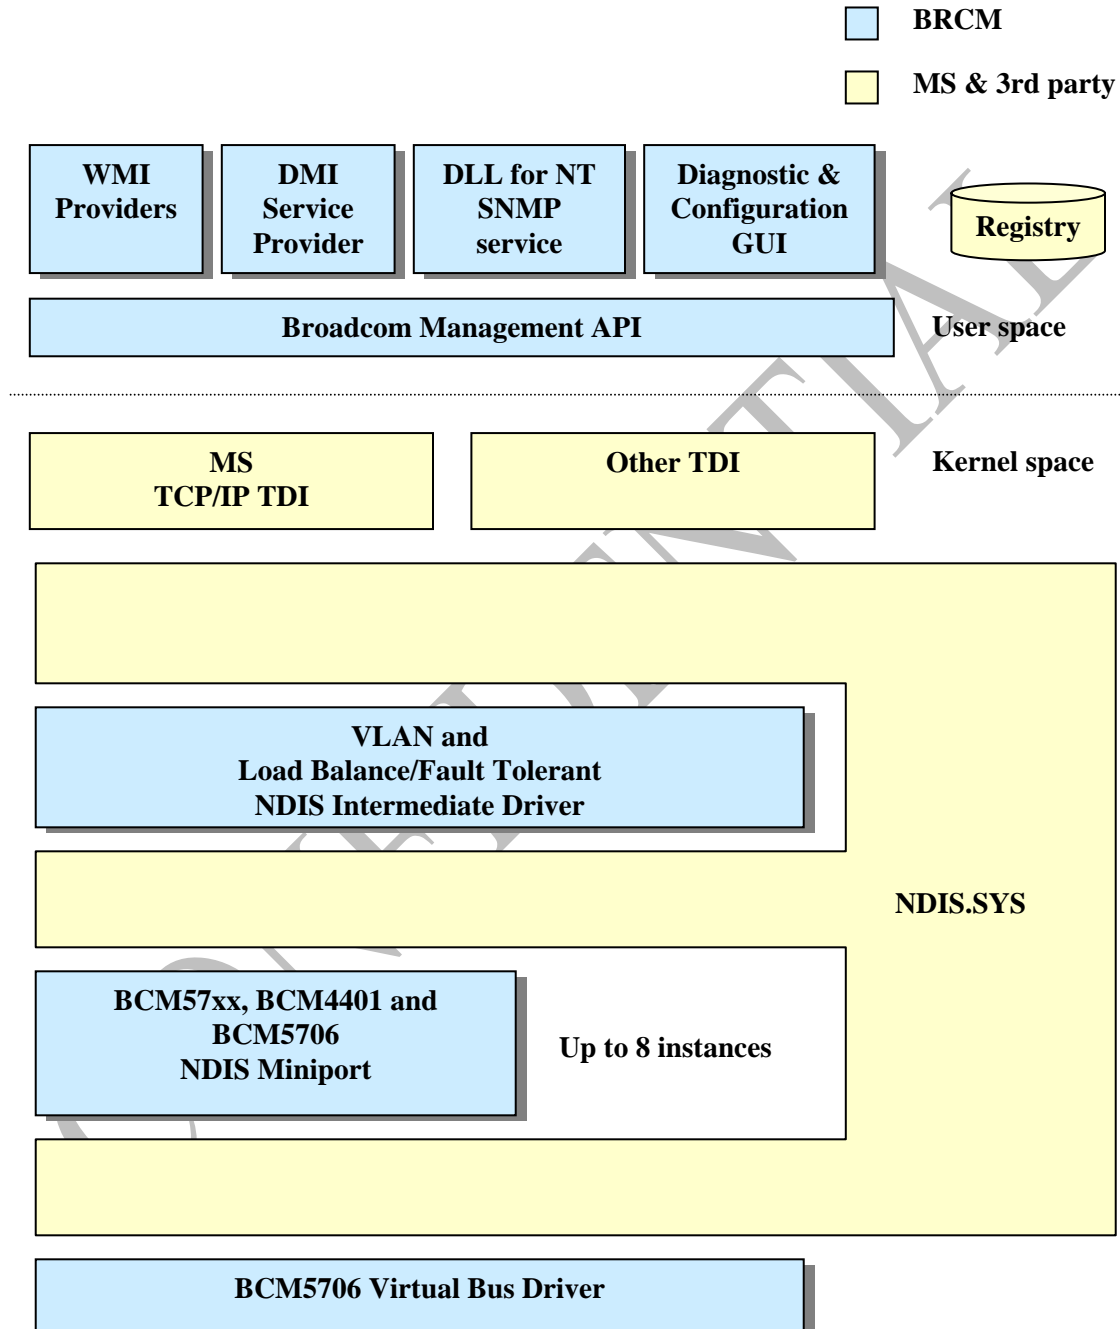 BRCM
MS & 3rd party
WMI
Providers
DMI
Service
Provider
DLL for NT
SNMP
service
Diagnostic &
Configuration
GUI
Registry
Broadcom Management API
User space
MS
TCP/IP TDI
Other TDI
Kernel space
VLAN and
Load Balance/Fault Tolerant
NDIS Intermediate Driver
NDIS.SYS
BCM57xx, BCM4401 and
BCM5706
NDIS Miniport
Up to 8 instances
BCM5706 Virtual Bus Driver
CONFIDENTIAL